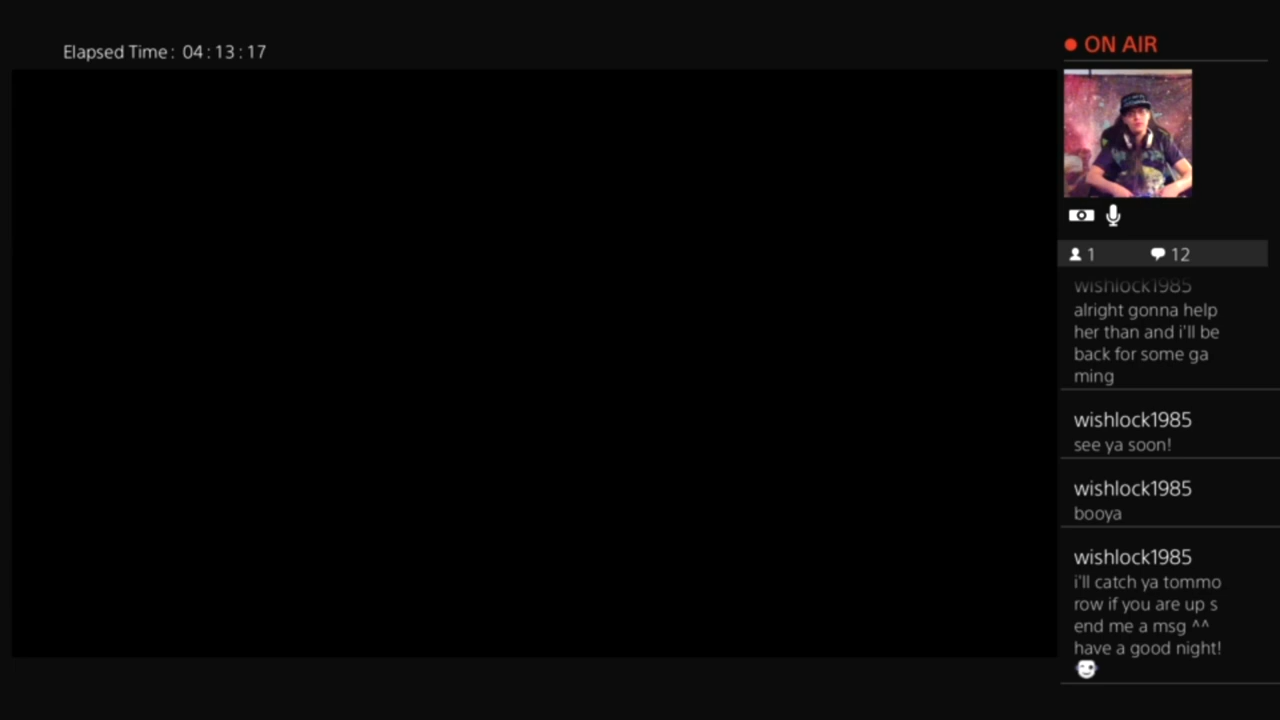 Elapsed Time: 04:13:17
ON AIR
1 12
wishlock1985
alright gonna help
her than and i'll be
back for some ga
ming
wishlock1985
see ya soon!
wishlock1985
booya
wishlock1985
i'll catch ya tommo
row if you are up s
end me a msg ^^
have a good night!